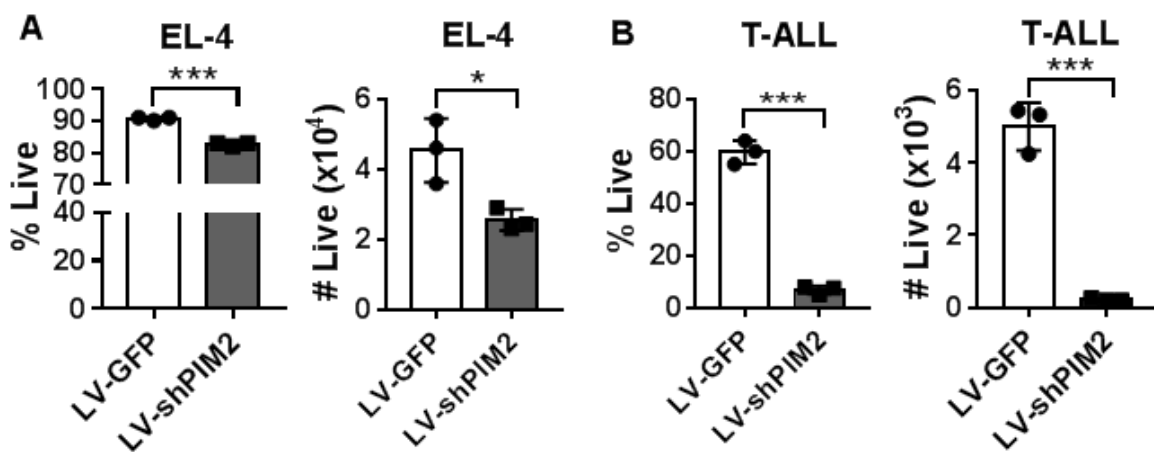 A
EL-4
***
% Live
100
90
80
70
40
20
0
LV-GFP
LV-shPIM2
EL-4
*
# Live (x10⁴)
6
4
2
0
LV-GFP
LV-shPIM2
B
T-ALL
***
% Live
80
60
40
20
0
LV-GFP
LV-shPIM2
T-ALL
***
# Live (x10³)
6
4
2
0
LV-GFP
LV-shPIM2